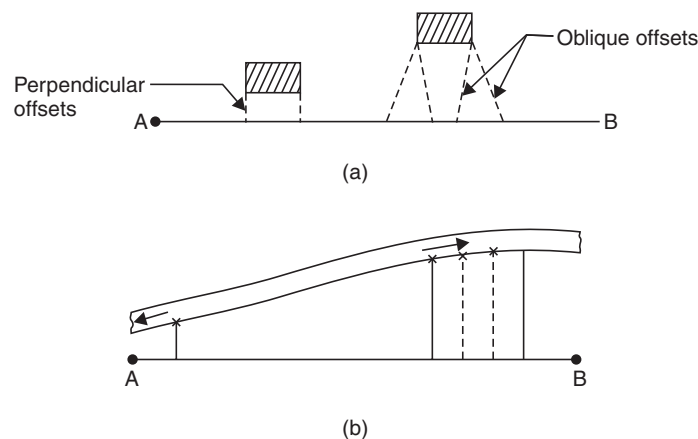 Oblique offsets
Perpendicular
offsets
A
B
(a)
A
B
(b)